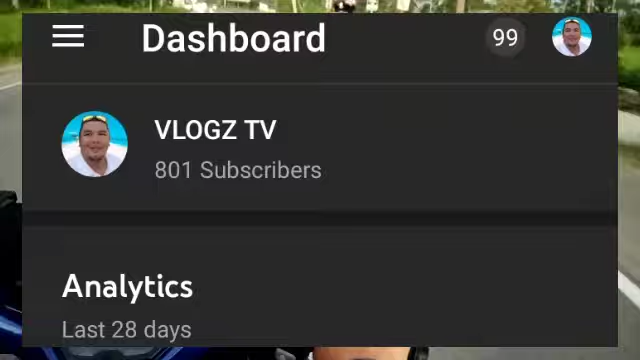 Dashboard
99
VLOGZ TV
801 Subscribers
Analytics
Last 28 days